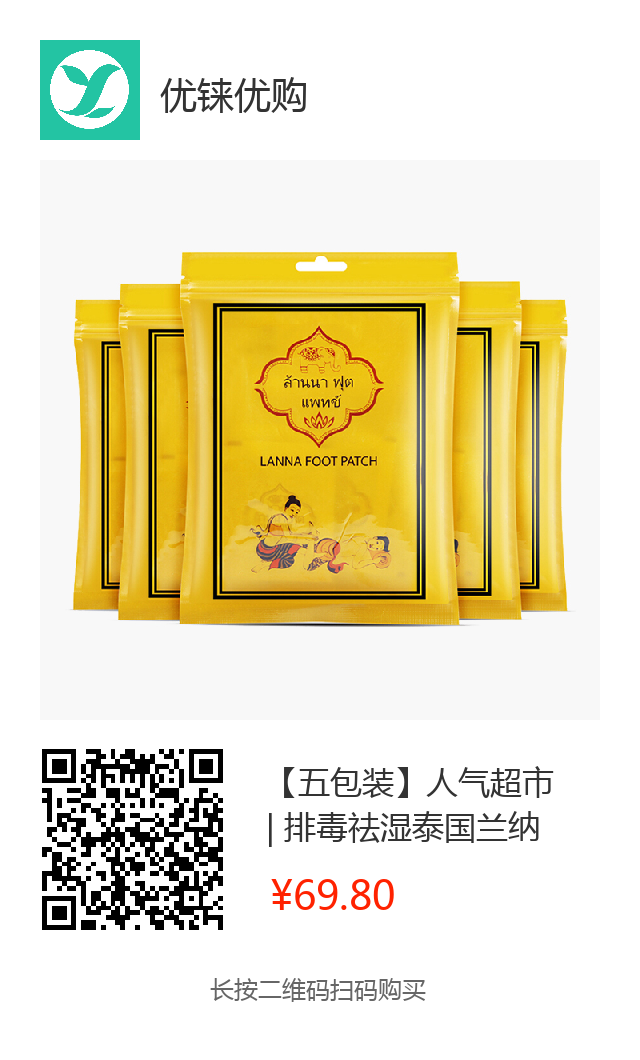 优铼优购
ล้านนา ฟุต
แพทย์
LANNA FOOT PATCH
【五包装】人气超市
| 排毒祛湿泰国兰纳
¥69.80
长按二维码扫码购买